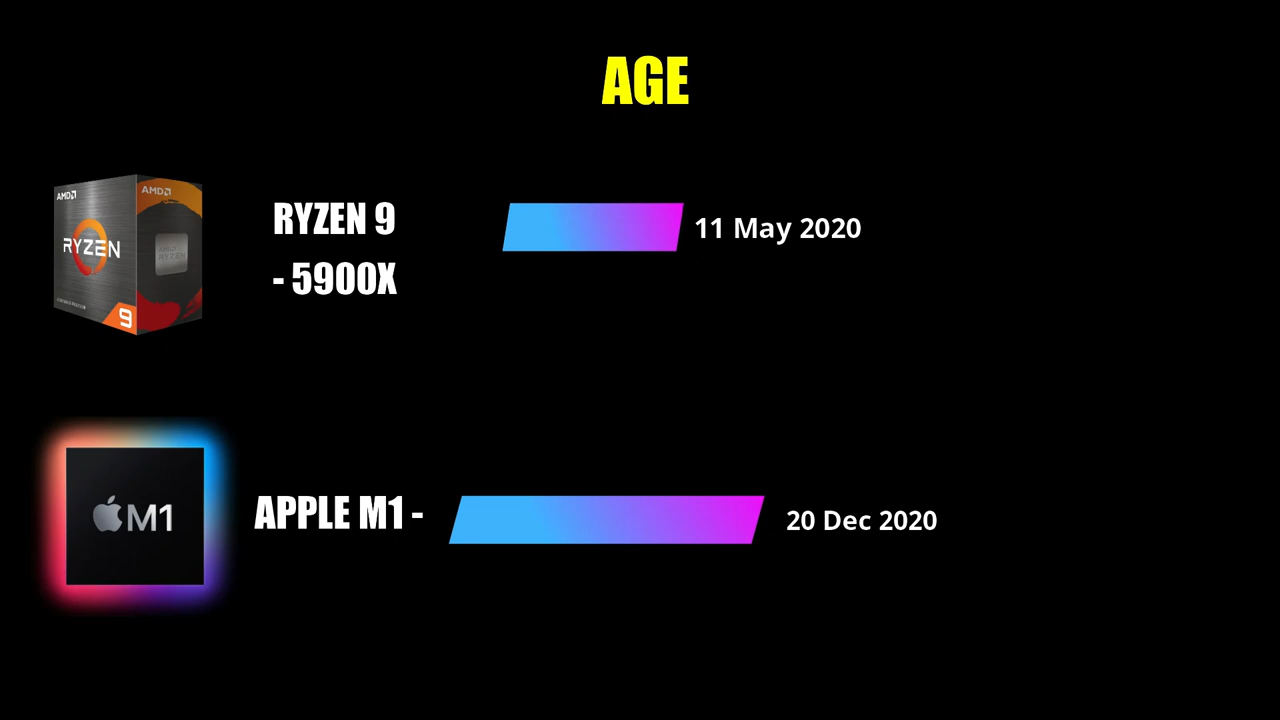 AGE
AMD
AMD
RYZEN
9
RYZEN 9
- 5900X
11 May 2020
M1
APPLE M1 -
20 Dec 2020